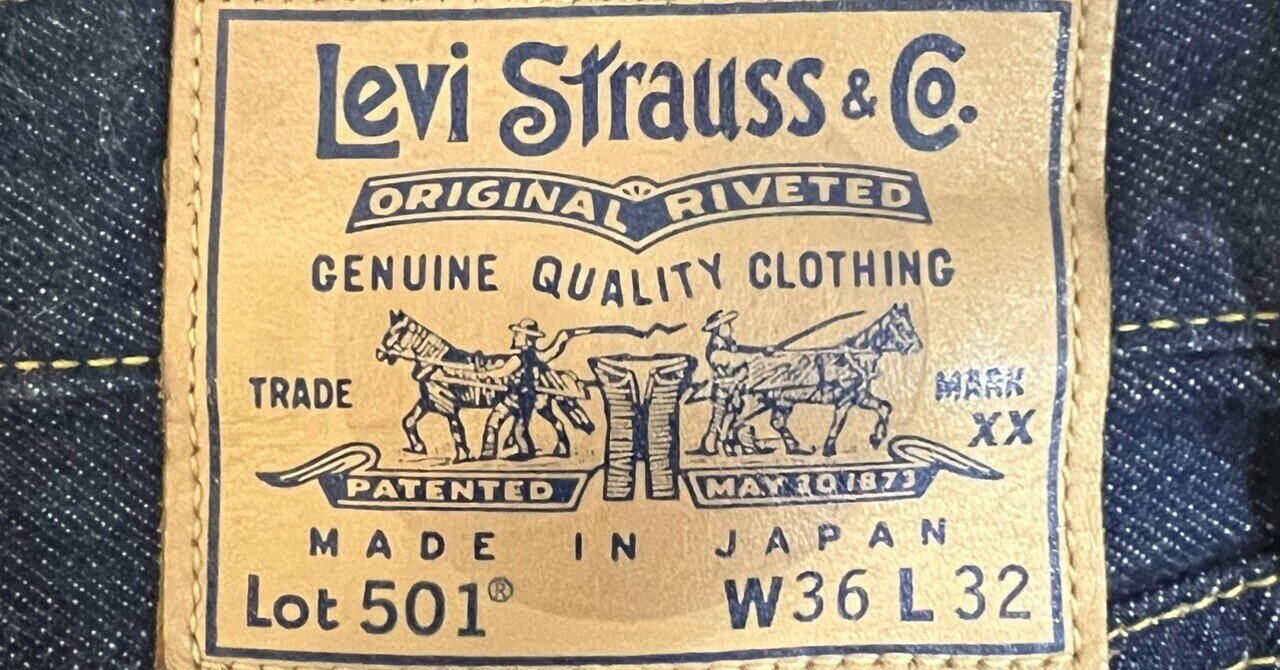 Levi Strauss & Co.
ORIGINAL RIVETED
GENUINE QUALITY CLOTHING
TRADE MARK
XX
PATENTED MAY 20 1873
MADE IN JAPAN
Lot 501® W36 L32